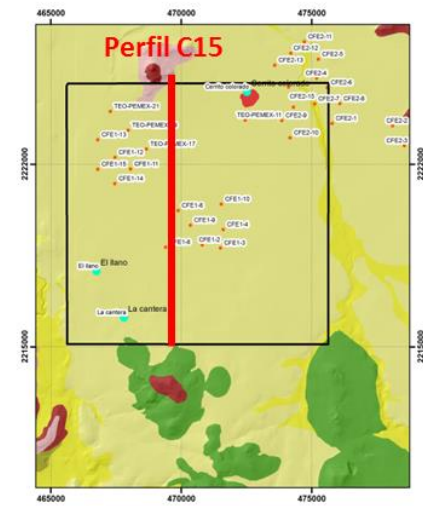 465000 470000 475000
Perfil C15
CFE2-11
CFE2-12
CFE2-13
CFE2-5
CFE2-4
Cerrito colorado Cerrito colorado
CFE2-6
TEO-PEMEX-21
CFE2-15
CFE2-7
CFE2-8
TEO-PEMEX-11
CFE2-9
CFE2-1
CFE2-2
TEO-PEMEX
CFE1-13
CFE2-10
CFE2-3
TEO-PEMEX-17
2222000
2222000
CFE1-12
CFE1-15
CFE1-11
CFE1-14
CFE1-10
CFE1-9
CFE1-4
CFE1-2
CFE1-3
El llano El llano
La cantera La cantera
2215000
2215000
465000 470000 475000